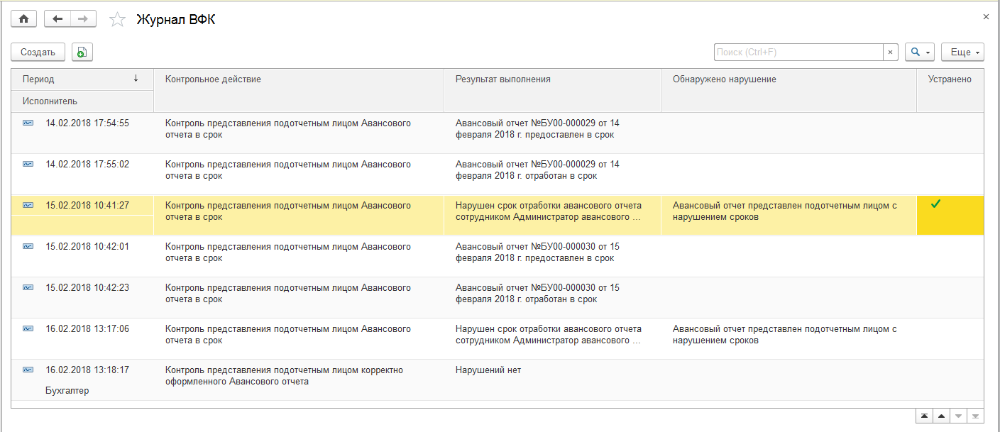 Журнал ВФК
Создать
Поиск (Ctrl+F)
Еще
Период
Контрольное действие
Результат выполнения
Обнаружено нарушение
Устранено
Исполнитель
14.02.2018 17:54:55
Контроль представления подотчетным лицом Авансового
отчета в срок
Авансовый отчет №БУ00-000029 от 14
февраля 2018 г. предоставлен в срок
14.02.2018 17:55:02
Контроль представления подотчетным лицом Авансового
отчета в срок
Авансовый отчет №БУ00-000029 от 14
февраля 2018 г. отработан в срок
15.02.2018 10:41:27
Контроль представления подотчетным лицом Авансового
отчета в срок
Нарушен срок отработки авансового отчета
сотрудником Администратор авансового ...
Авансовый отчет представлен подотчетным лицом с
нарушением сроков
15.02.2018 10:42:01
Контроль представления подотчетным лицом Авансового
отчета в срок
Авансовый отчет №БУ00-000030 от 15
февраля 2018 г. предоставлен в срок
15.02.2018 10:42:23
Контроль представления подотчетным лицом Авансового
отчета в срок
Авансовый отчет №БУ00-000030 от 15
февраля 2018 г. отработан в срок
16.02.2018 13:17:06
Контроль представления подотчетным лицом Авансового
отчета в срок
Нарушен срок отработки авансового отчета
сотрудником Администратор авансового ...
Авансовый отчет представлен подотчетным лицом с
нарушением сроков
16.02.2018 13:18:17
Контроль представления подотчетным лицом корректно
оформленного Авансового отчета
Нарушений нет
Бухгалтер